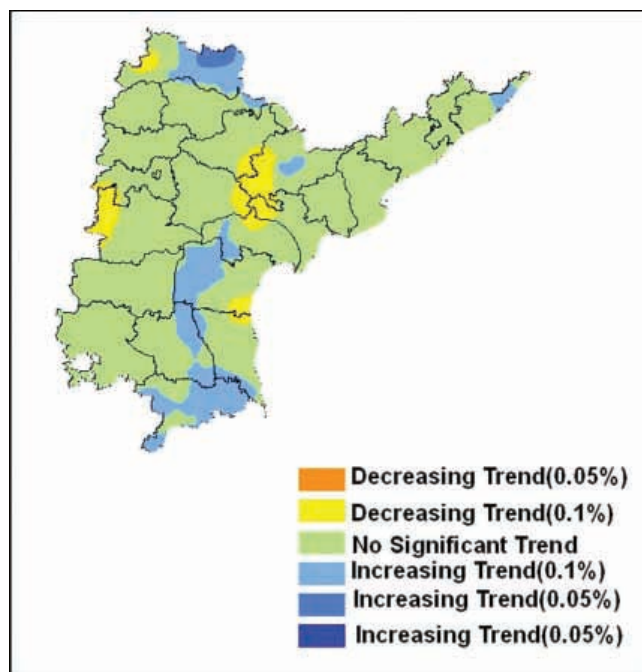 Decreasing Trend(0.05%)
Decreasing Trend(0.1%)
No Significant Trend
Increasing Trend(0.1%)
Increasing Trend(0.05%)
Increasing Trend(0.05%)